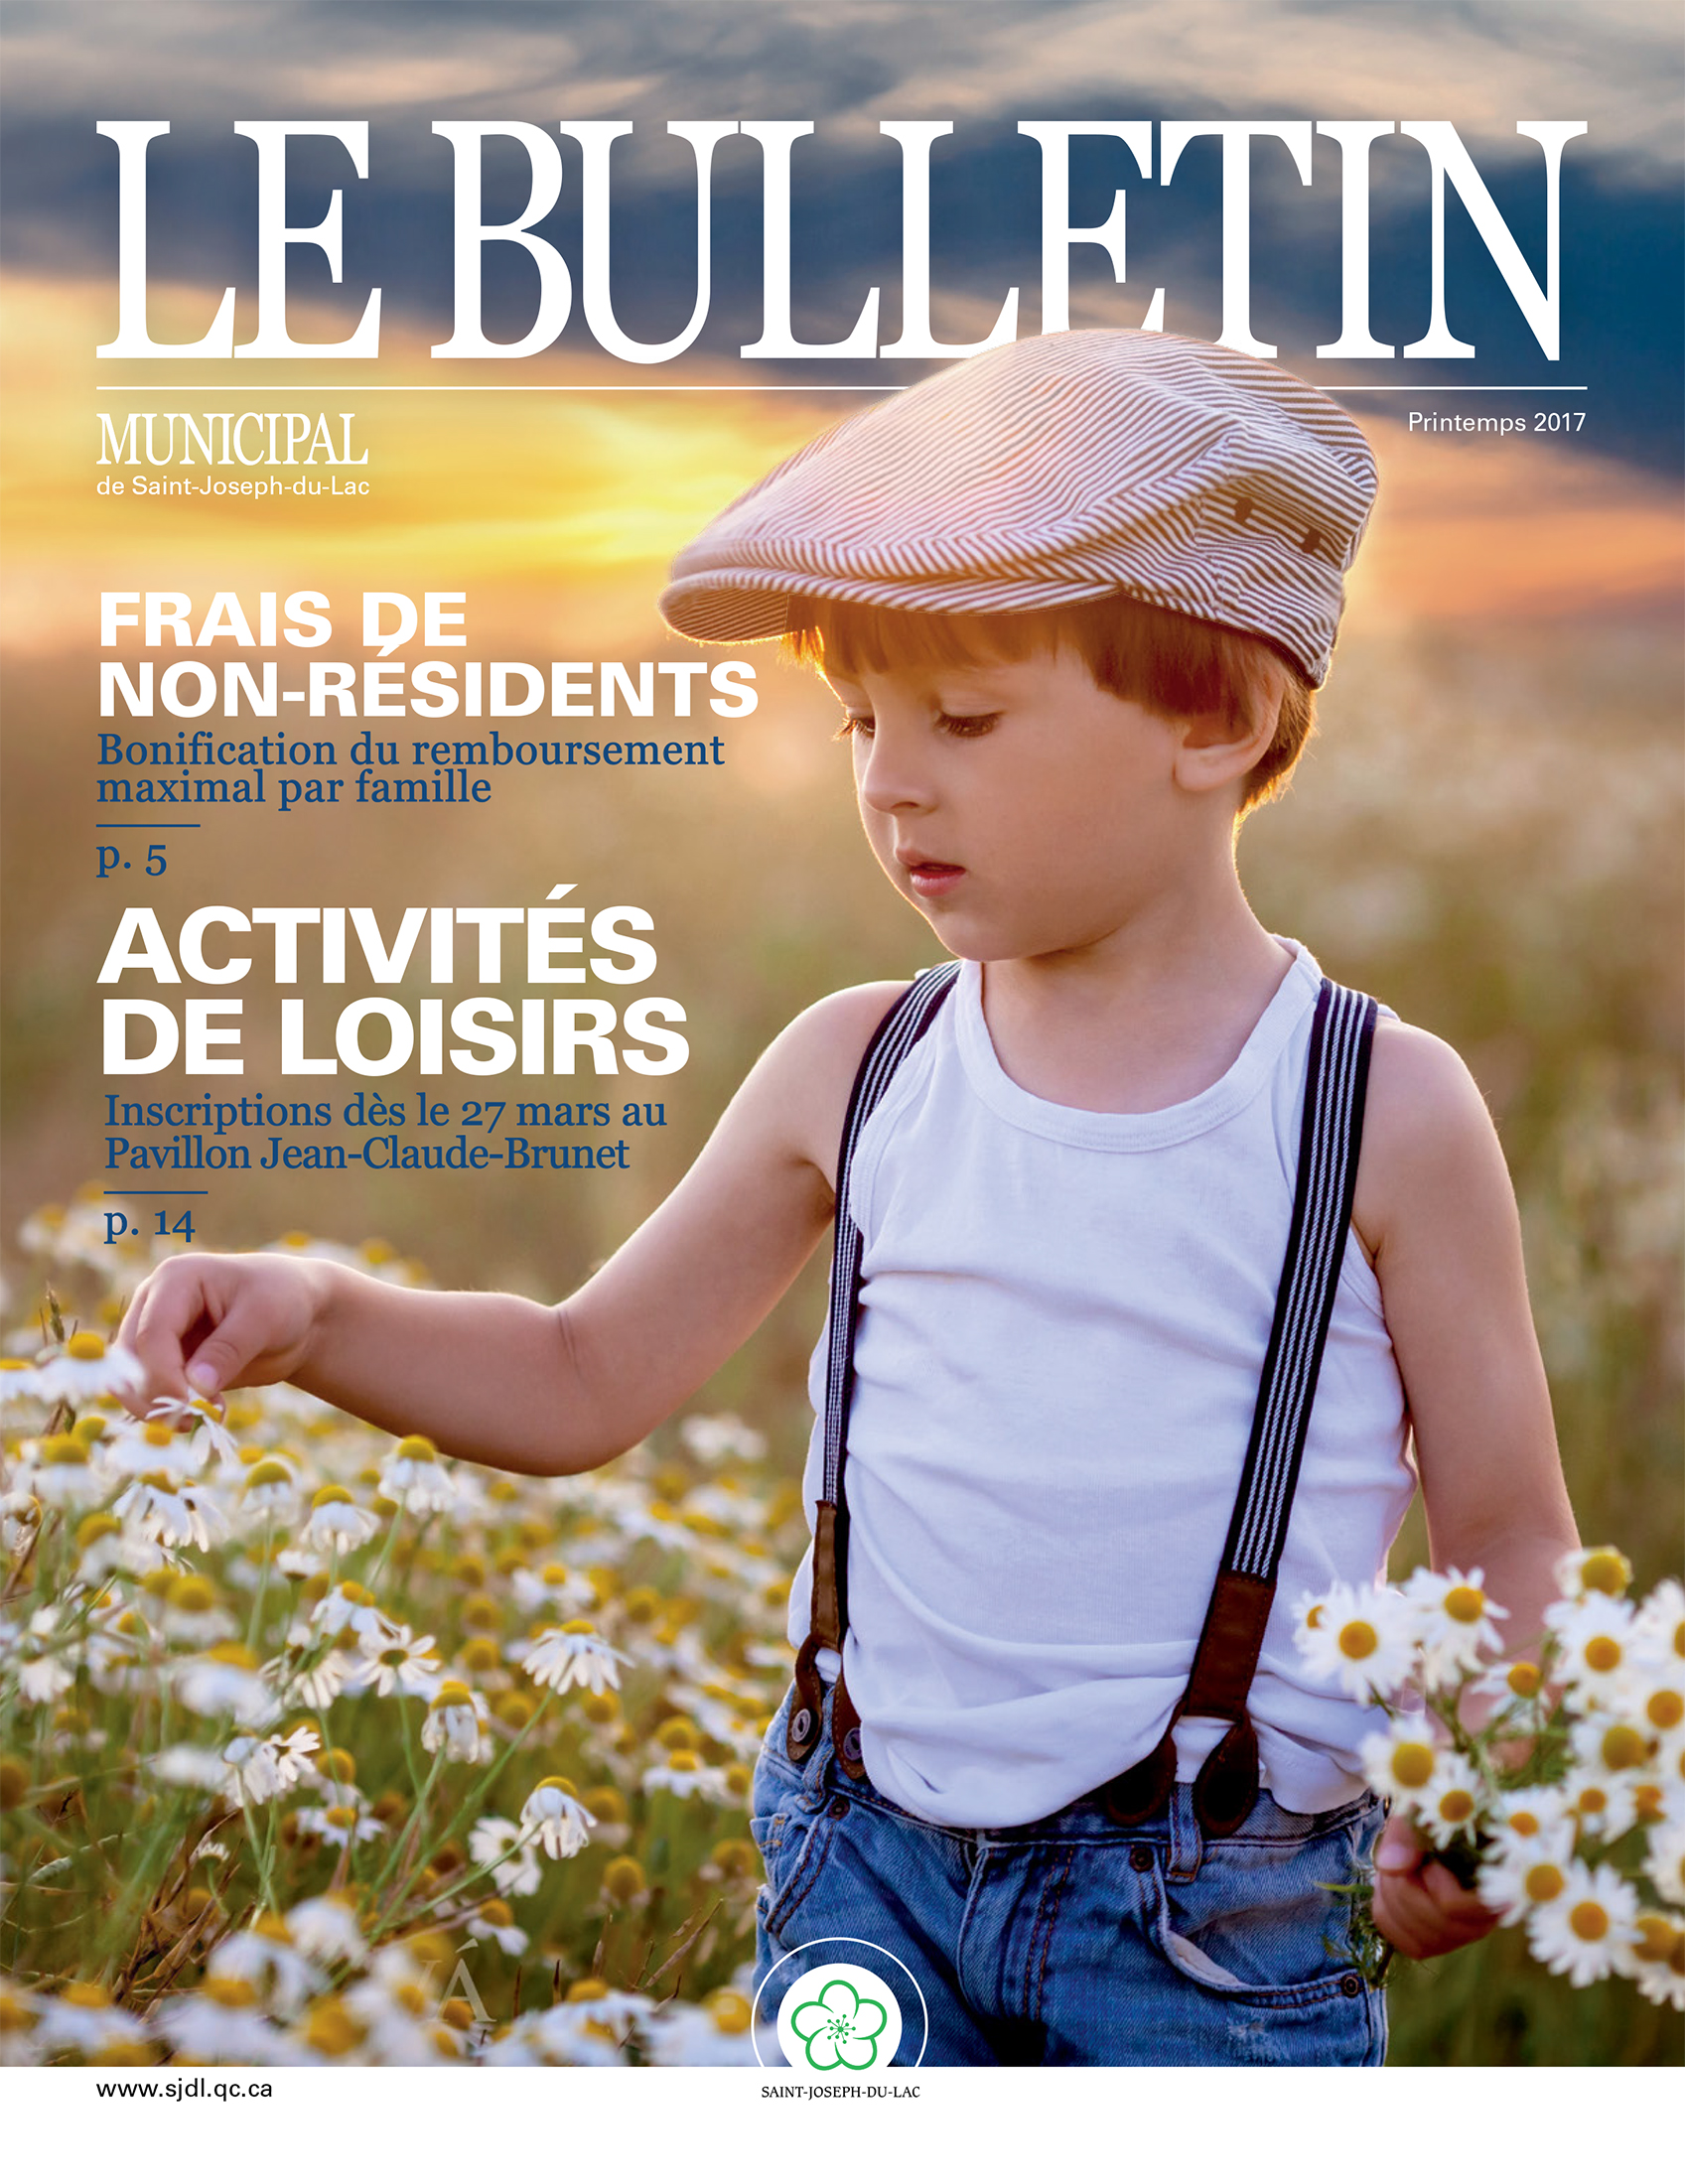 LE BULLETIN
MUNICIPAL
de Saint-Joseph-du-Lac
Printemps 2017
FRAIS DE
NON-RÉSIDENTS
Bonification du remboursement
maximal par famille
p. 5
ACTIVITÉS
DE LOISIRS
Inscriptions dès le 27 mars au
Pavillon Jean-Claude-Brunet
p. 14
www.sjdl.qc.ca
SAINT-JOSEPH-DU-LAC